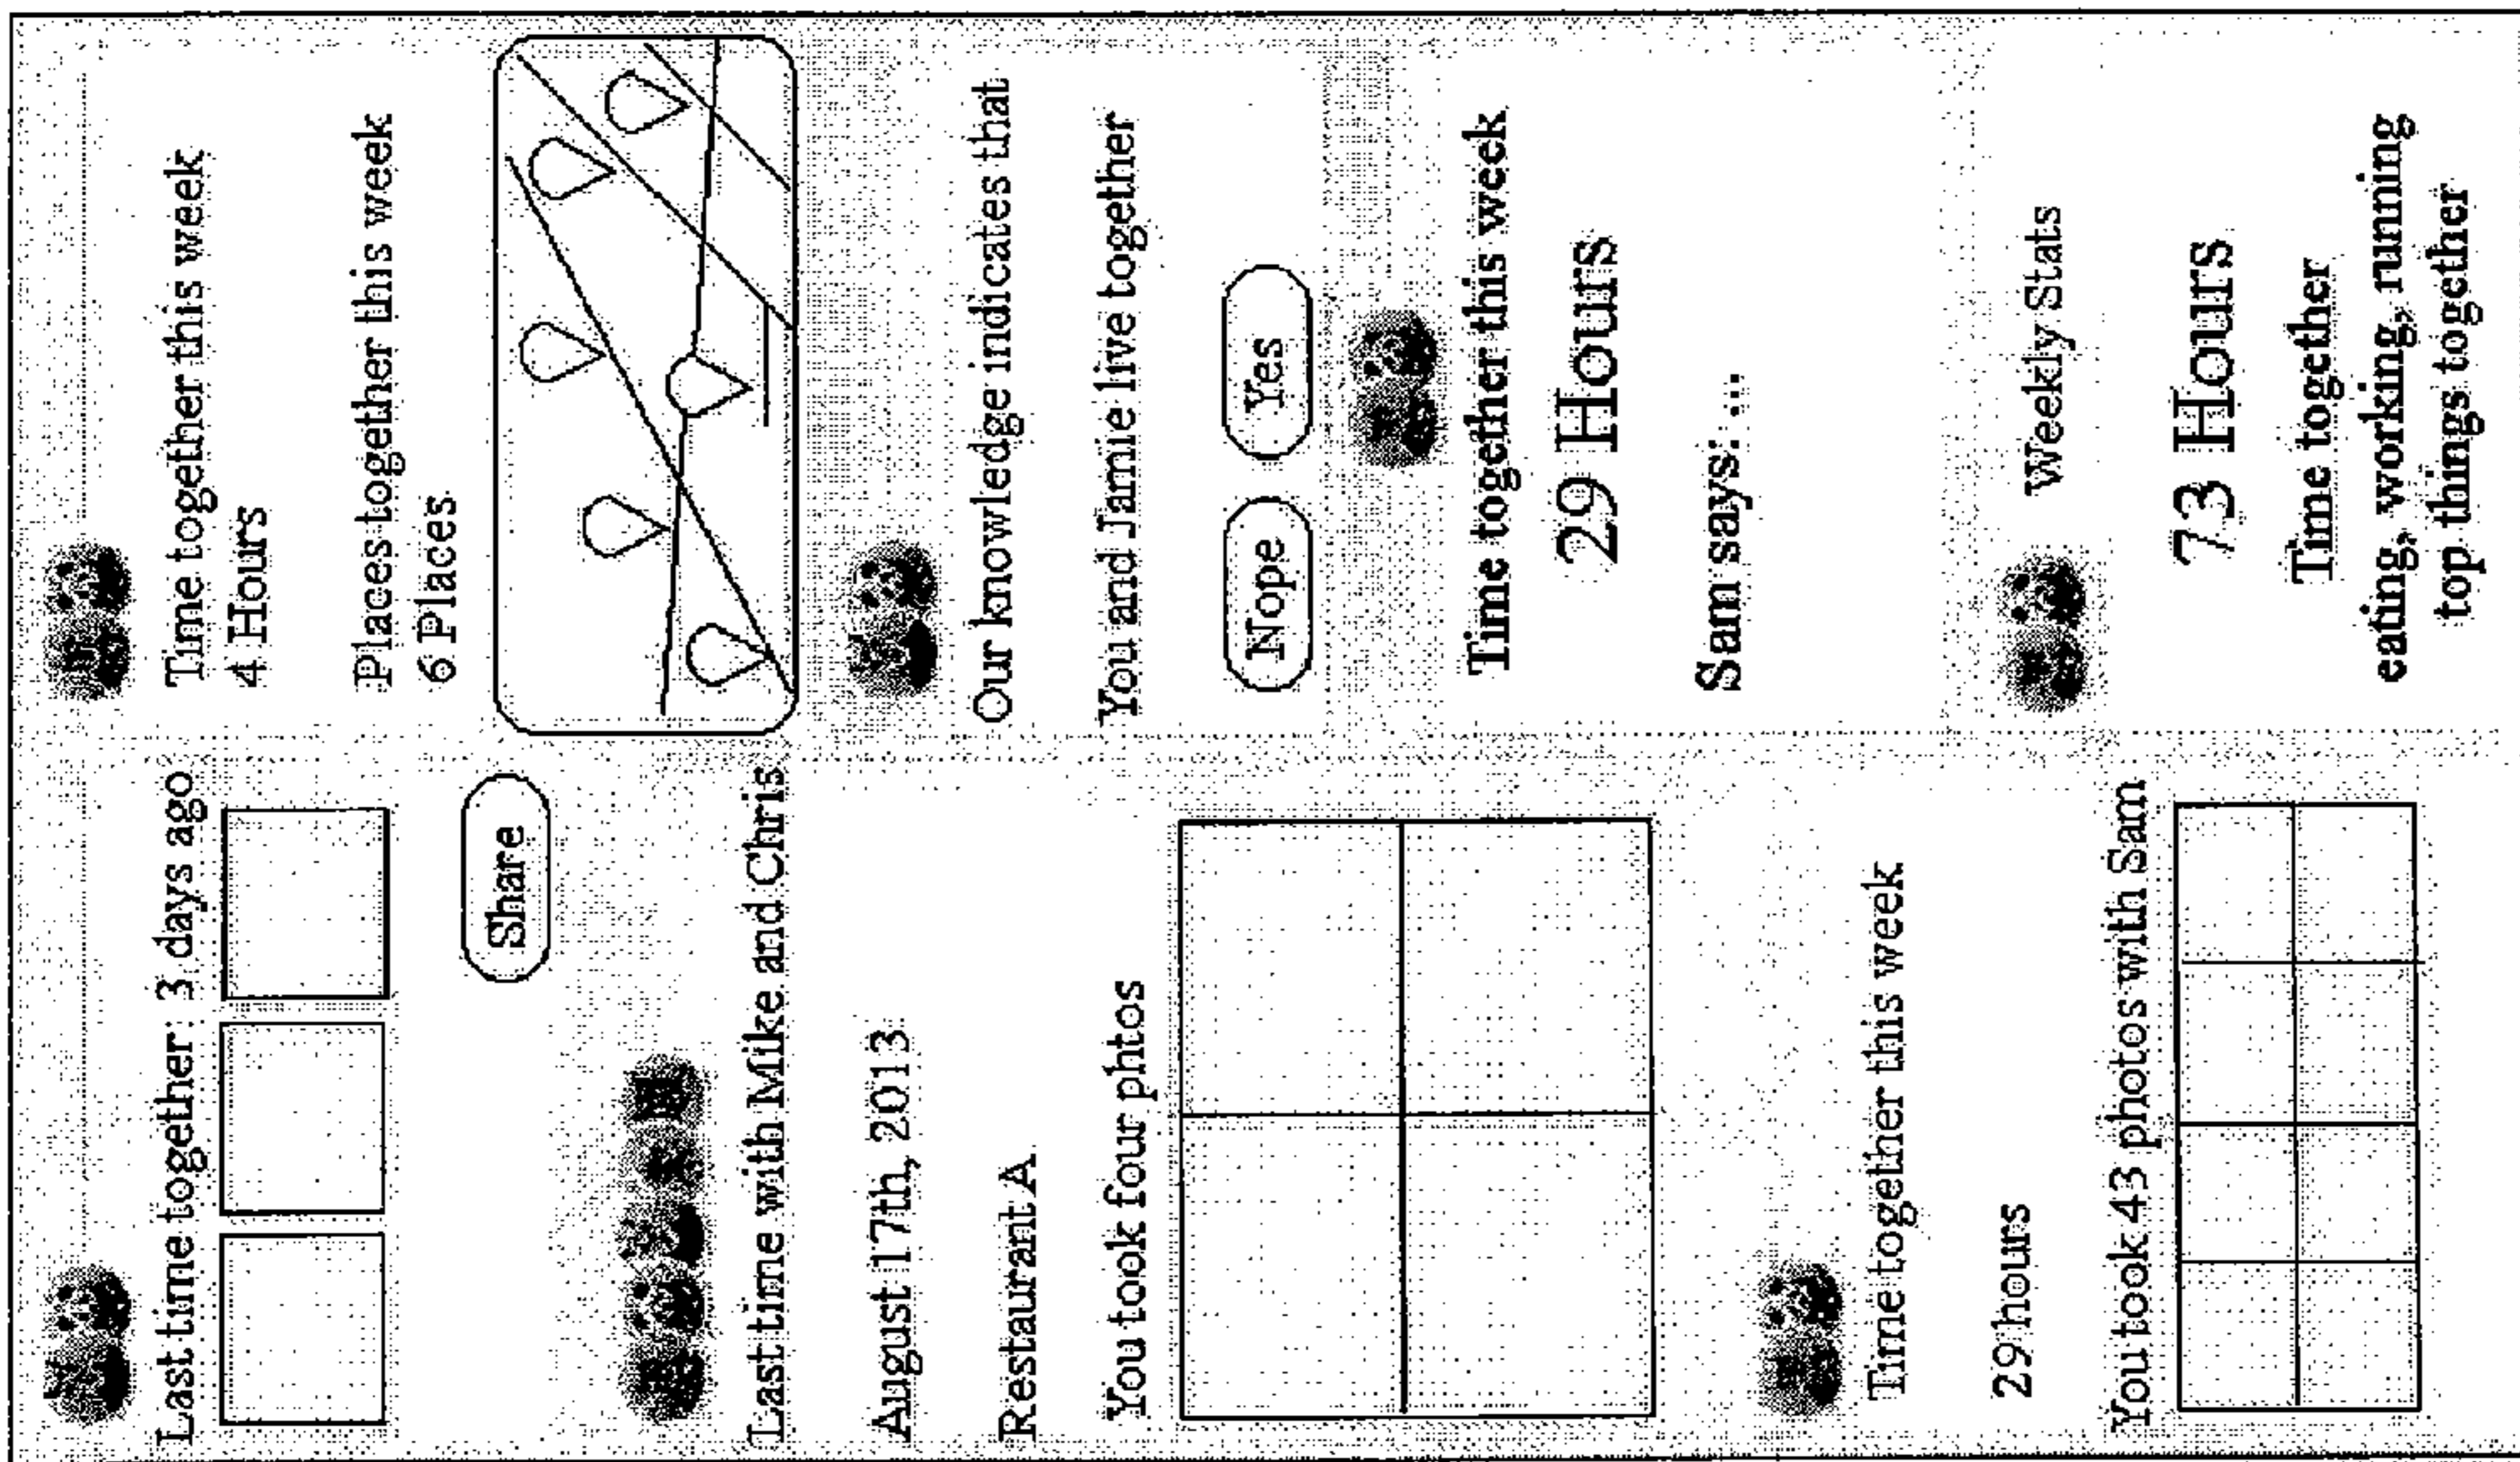 Last time together: 3 days ago
Share
Last time with Mike and Chris
August 17th, 2013
Restaurant A
You took four phtos
Time together this week
29 hours
You took 43 photos with Sam
Time together this week
4 Hours
Places together this week
6 Places
Our knowledge indicates that
You and Jamie live together
Nope
Yes
Time together this week
29 Hours
Sam says: ...
Weekly Stats
73 Hours
Time together
eating, working, running
top things together